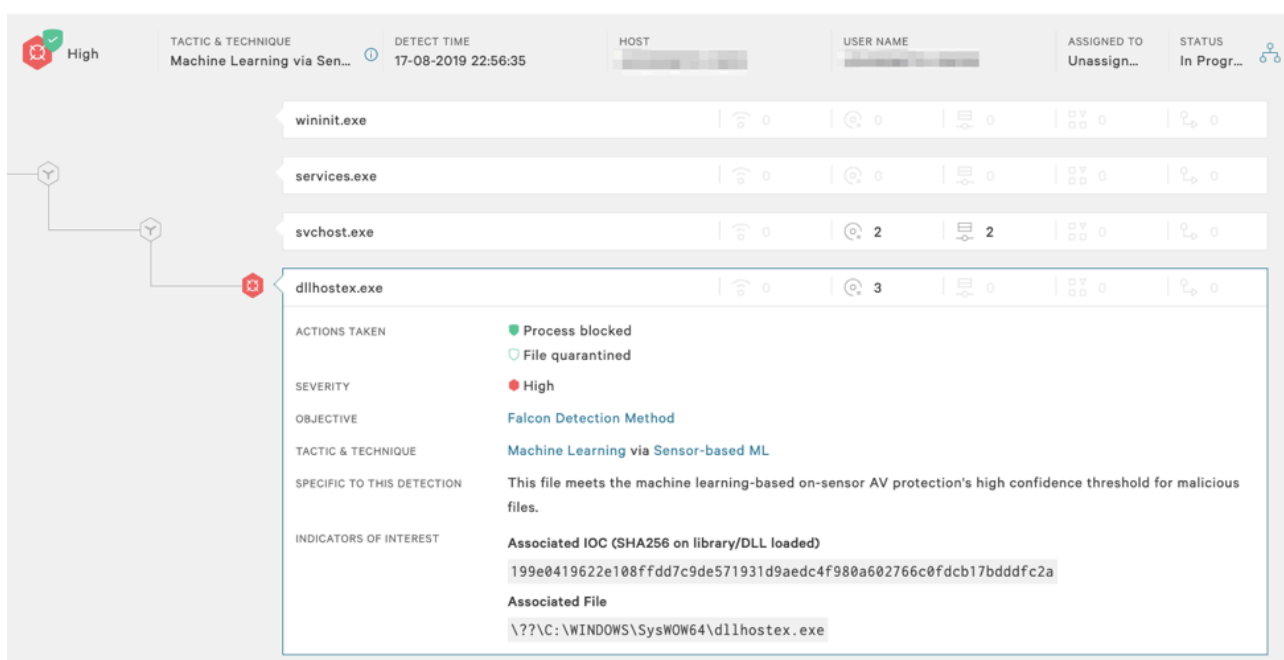 High
TACTIC & TECHNIQUE
Machine Learning via Sen...
DETECT TIME
17-08-2019 22:56:35
HOST
USER NAME
ASSIGNED TO
Unassign...
STATUS
In Progr...
wininit.exe 0 0 0 0 0
services.exe 0 0 0 0 0
svchost.exe 0 2 2 0 0
dllhostex.exe 0 3 0 0 0
ACTIONS TAKEN Process blocked
File quarantined
SEVERITY High
OBJECTIVE Falcon Detection Method
TACTIC & TECHNIQUE Machine Learning via Sensor-based ML
SPECIFIC TO THIS DETECTION This file meets the machine learning-based on-sensor AV protection's high confidence threshold for malicious
files.
INDICATORS OF INTEREST Associated IOC (SHA256 on library/DLL loaded)
199e0419622e108ffdd7c9de571931d9aedc4f980a602766c0fdcb17bdddfc2a
Associated File
\??\C:\WINDOWS\SysWOW64\dllhostex.exe